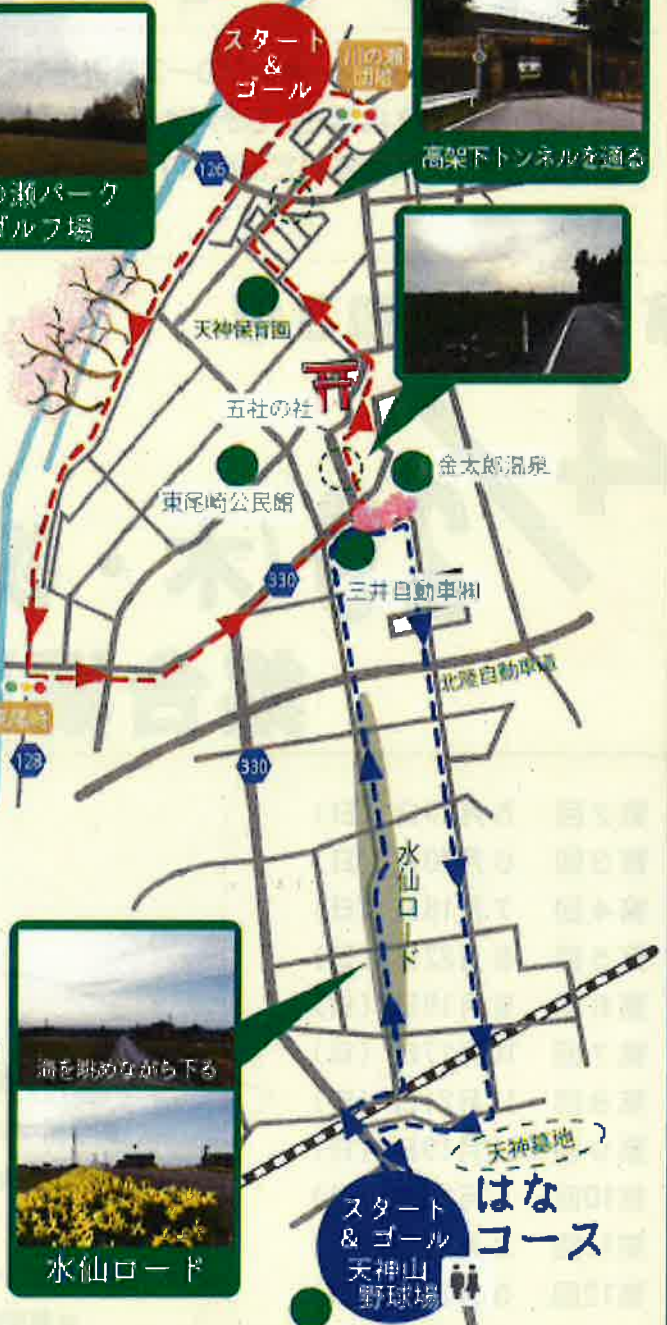 スタート
&
ゴール
川の瀬
団地
高架下トンネルを通る
126
の瀬パーク
ゴルフ場
天神保育園
五社の社
金太郎温泉
東尾崎公民館
330
三井自動車㈱
北陸自動車道
128
330
水仙ロード
海を眺めながら下る
水仙ロード
天神墓地
はな
コース
スタート
& ゴール
天神山
野球場